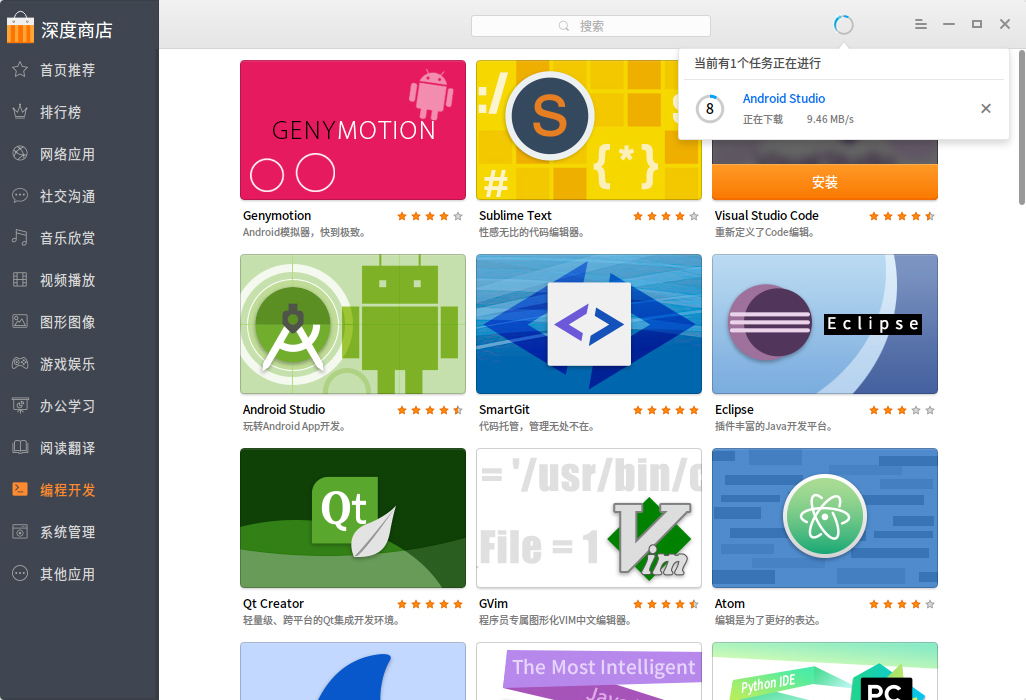 深度商店
搜索
首页推荐
排行榜
网络应用
社交沟通
音乐欣赏
视频播放
图形图像
游戏娱乐
办公学习
阅读翻译
编程开发
系统管理
其他应用
当前有1个任务正在进行
8
Android Studio
正在下载 9.46 MB/s
GENYMOTION
:/
S
{*}
#
安装
Genymotion
Android模拟器，快到极致。
Sublime Text
性感无比的代码编辑器。
Visual Studio Code
重新定义了Code编辑。
Eclipse
Android Studio
玩转Android App开发。
SmartGit
代码托管，管理无处不在。
Eclipse
插件丰富的Java开发平台。
Qt
= '/usr/bin/c
File = 1
Vim
Qt Creator
轻量级、跨平台的Qt集成开发环境。
GVim
程序员专属图形化VIM中文编辑器。
Atom
编辑是为了更好的表达。
The Most Intelligent
Java
Python IDE
PC